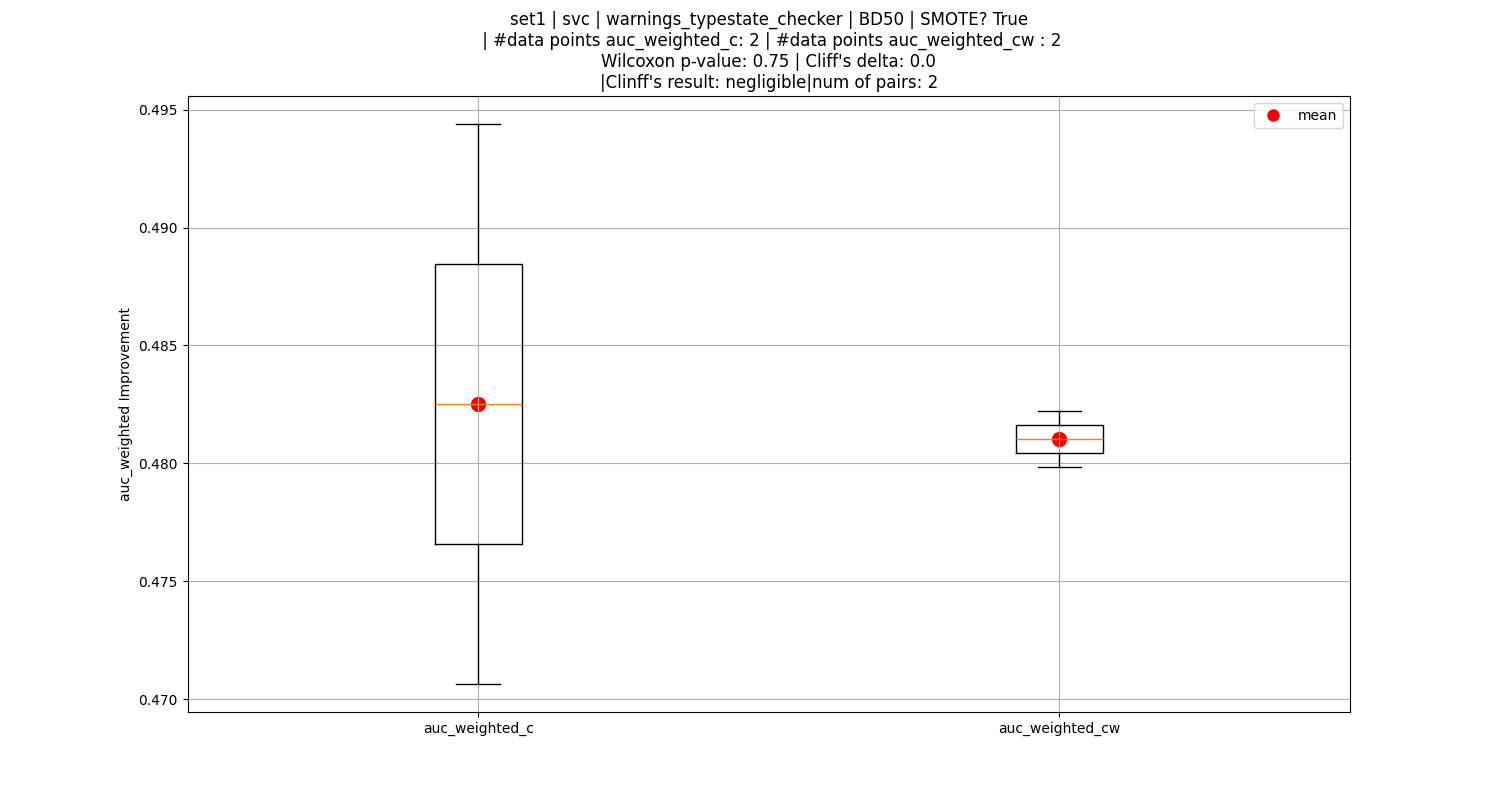 set1 | svc | warnings_typestate_checker | BD50 | SMOTE? True
| #data points auc_weighted_c: 2 | #data points auc_weighted_cw : 2
Wilcoxon p-value: 0.75 | Cliff's delta: 0.0
|Clinff's result: negligible|num of pairs: 2
mean
0.495
0.490
0.485
0.480
0.475
0.470
auc_weighted Improvement
auc_weighted_c
auc_weighted_cw